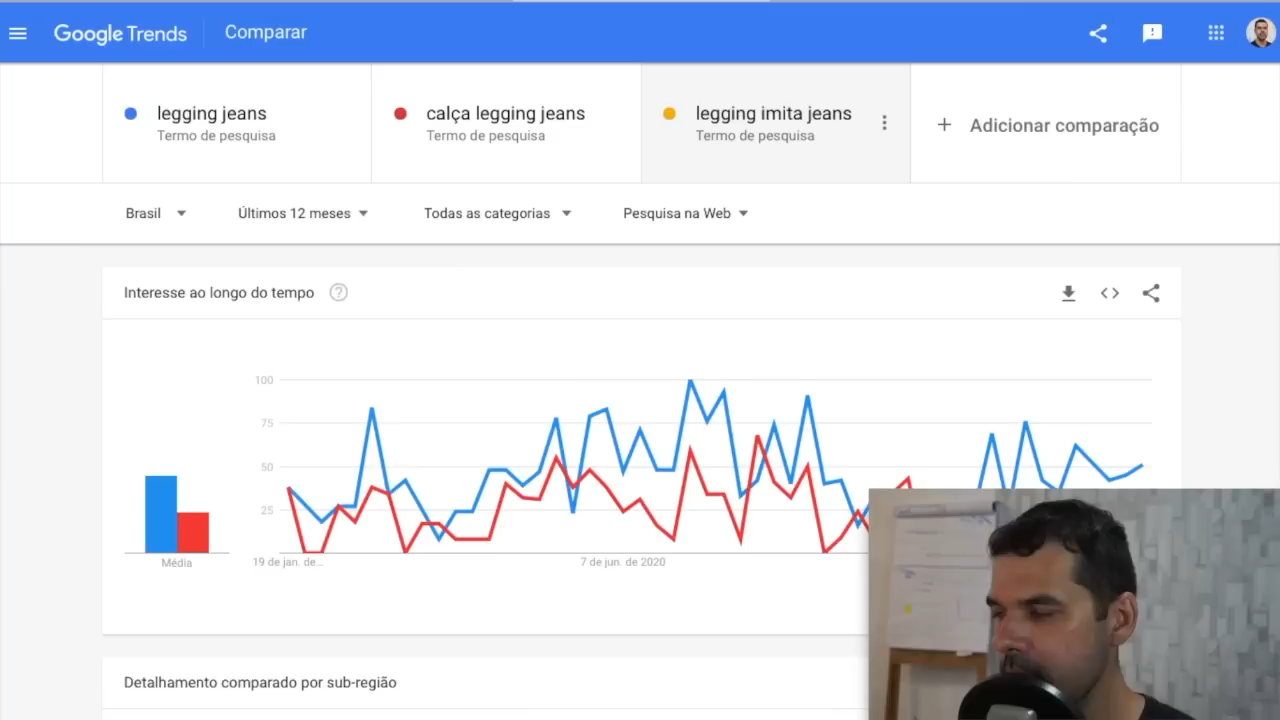 Google Trends
Comparar
legging jeans
Termo de pesquisa
calça legging jeans
Termo de pesquisa
legging imita jeans
Termo de pesquisa
+ Adicionar comparação
Brasil
Últimos 12 meses
Todas as categorias
Pesquisa na Web
Interesse ao longo do tempo
100
75
50
25
Média
19 de jan. de...
7 de jun. de 2020
Detalhamento comparado por sub-região